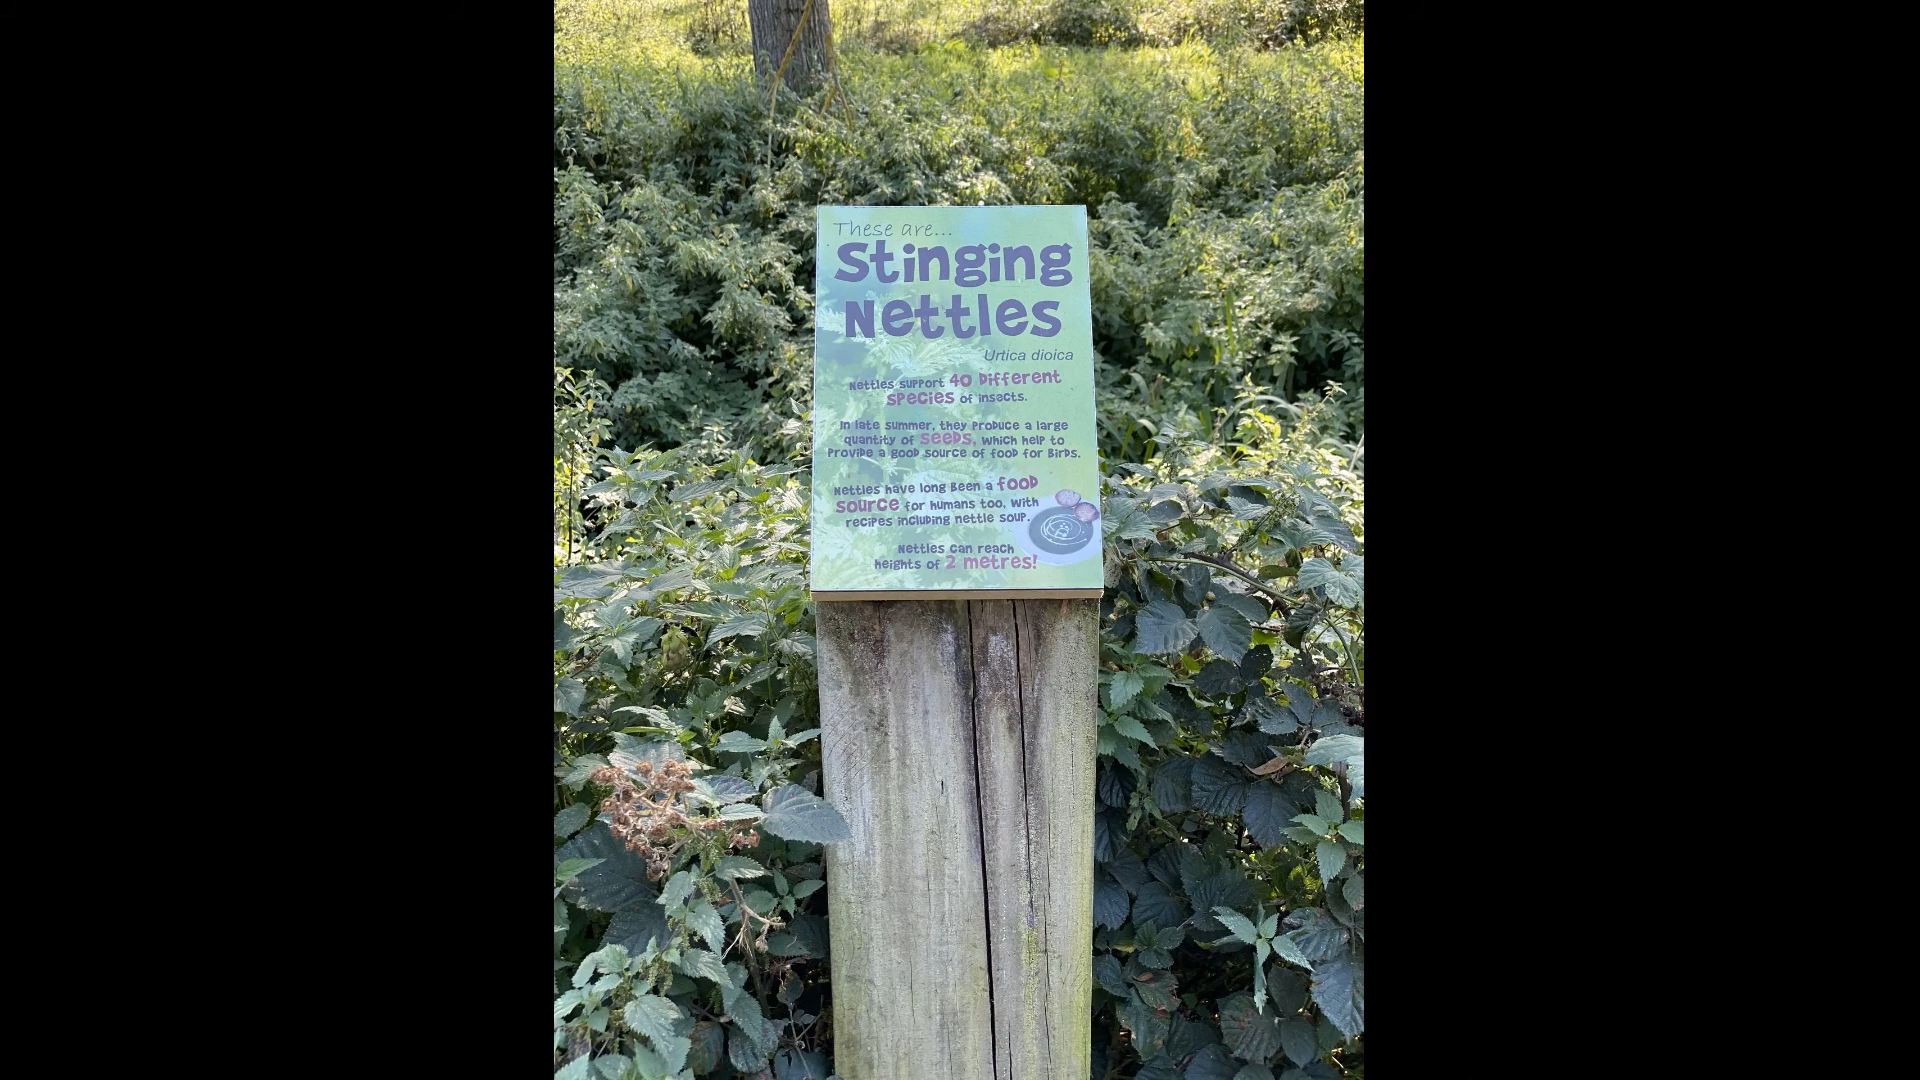 These are...
Stinging
Nettles
Urtica dioica
Nettles support 40 Different
species of insects.
In late summer, they produce a large
quantity of seeds, which help to
provide a good source of food for birds.
Nettles have long been a food
source for humans too, with
recipes including nettle soup.
Nettles can reach
heights of 2 metres!